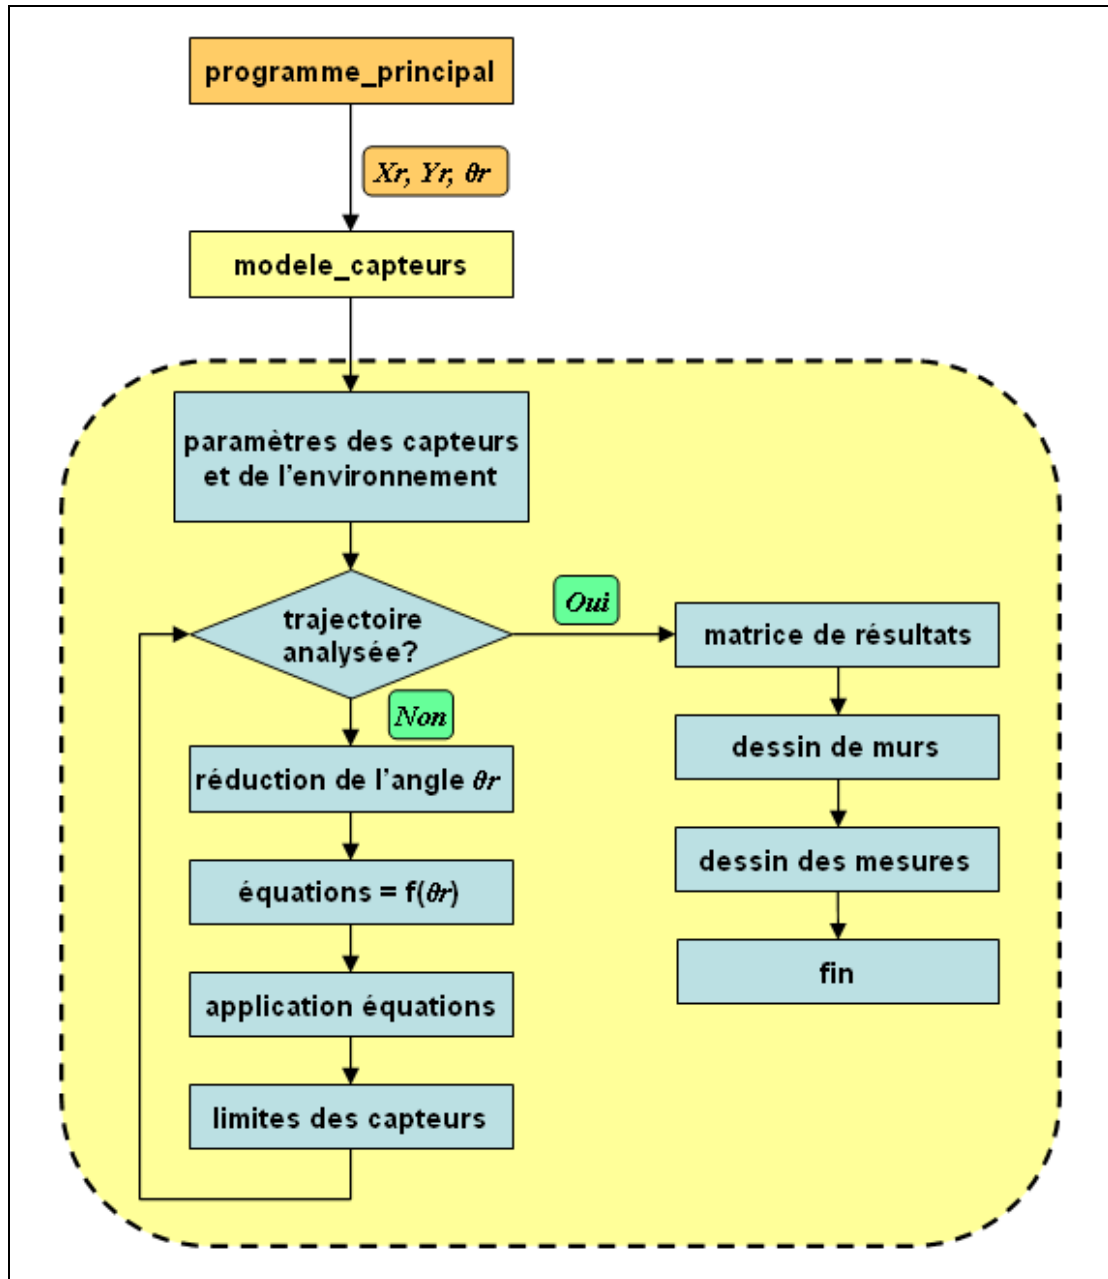 programme_principal
Xr, Yr, θr
modele_capteurs
paramètres des capteurs
et de l'environnement
trajectoire
analysée?
Oui
Non
réduction de l'angle θr
équations = f(θr)
application équations
limites des capteurs
matrice de résultats
dessin de murs
dessin des mesures
fin